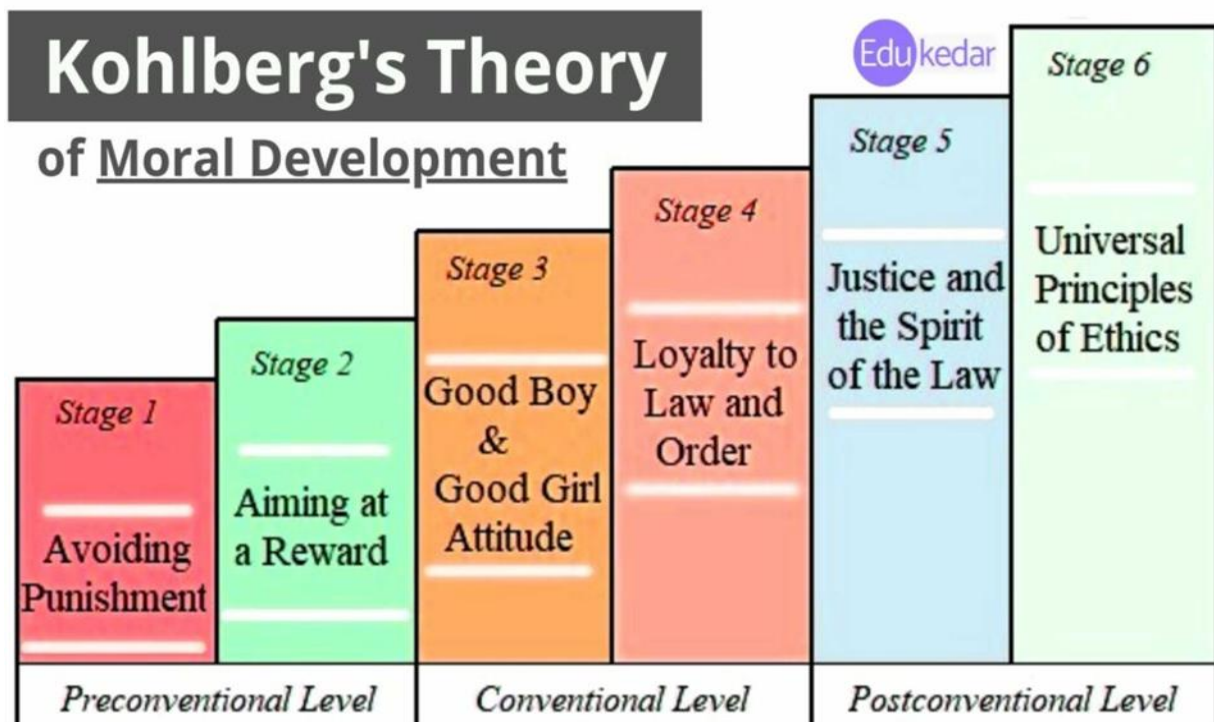 Kohlberg's Theory
of Moral Development
Edukedar
Stage 1
Avoiding
Punishment
Stage 2
Aiming at
a Reward
Stage 3
Good Boy
&
Good Girl
Attitude
Stage 4
Loyalty to
Law and
Order
Stage 5
Justice and
the Spirit
of the Law
Stage 6
Universal
Principles
of Ethics
Preconventional Level
Conventional Level
Postconventional Level